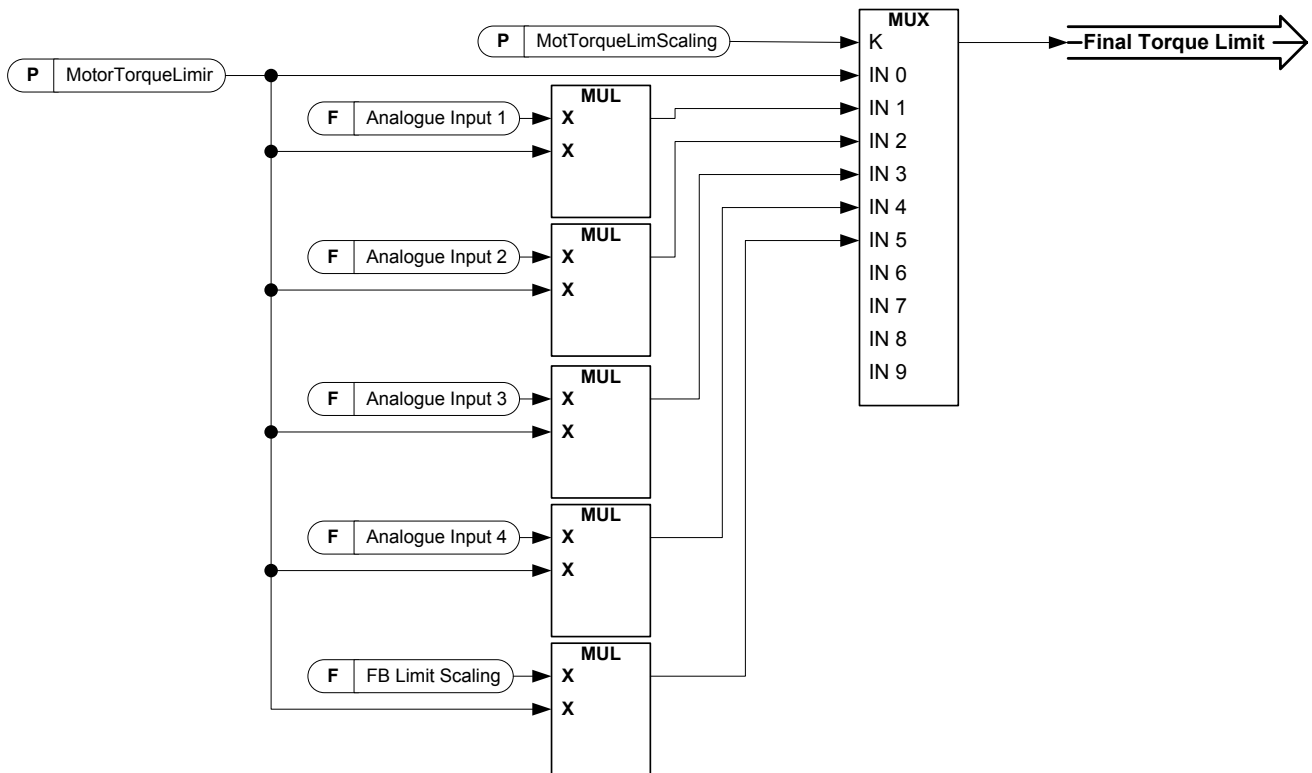 MUX
P MotTorqueLimScaling
K
Final Torque Limit
P MotorTorqueLimir
IN 0
MUL
F Analogue Input 1
X
IN 1
X
IN 2
IN 3
IN 4
MUL
IN 5
F Analogue Input 2
X
IN 6
X
IN 7
IN 8
IN 9
MUL
F Analogue Input 3
X
X
MUL
F Analogue Input 4
X
X
MUL
F FB Limit Scaling
X
X